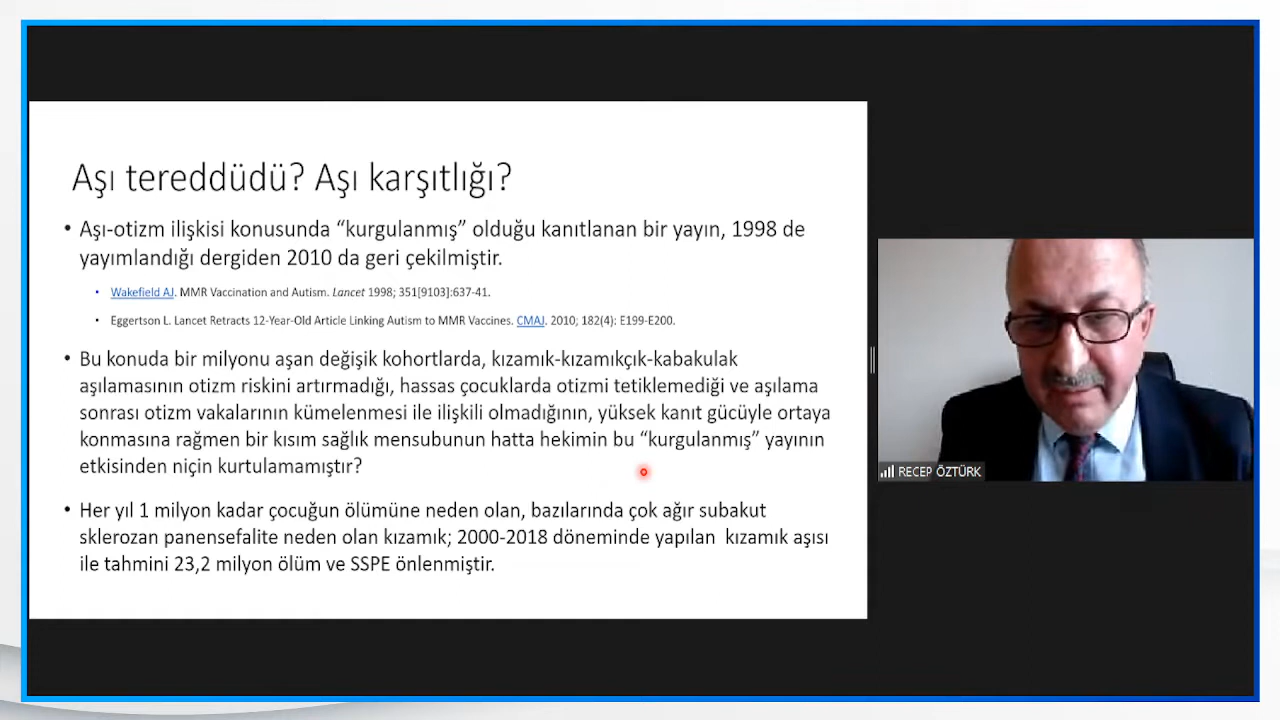 Aşı tereddüdü? Aşı karşıtlığı?
• Aşı-otizm ilişkisi konusunda “kurgulanmış” olduğu kanıtlanan bir yayın, 1998 de
yayımlandığı dergiden 2010 da geri çekilmiştir.
• Wakefield AJ. MMR Vaccination and Autism. Lancet 1998; 351[9103]:637-41.
• Eggertson L. Lancet Retracts 12-Year-Old Article Linking Autism to MMR Vaccines. CMAJ. 2010; 182(4): E199-E200.
• Bu konuda bir milyonu aşan değişik kohortlarda, kızamık-kızamıkçık-kabakulak
aşılamasının otizm riskini artırmadığı, hassas çocuklarda otizmi tetiklemediği ve aşılama
sonrası otizm vakalarının kümelenmesi ile ilişkili olmadığının, yüksek kanıt gücüyle ortaya
konmasına rağmen bir kısım sağlık mensubunun hatta hekimin bu “kurgulanmış” yayının
etkisinden niçin kurtulamamıştır?
• Her yıl 1 milyon kadar çocuğun ölümüne neden olan, bazılarında çok ağır subakut
sklerozan panensefalite neden olan kızamık; 2000-2018 döneminde yapılan kızamık aşısı
ile tahmini 23,2 milyon ölüm ve SSPE önlenmiştir.
RECEP ÖZTÜRK